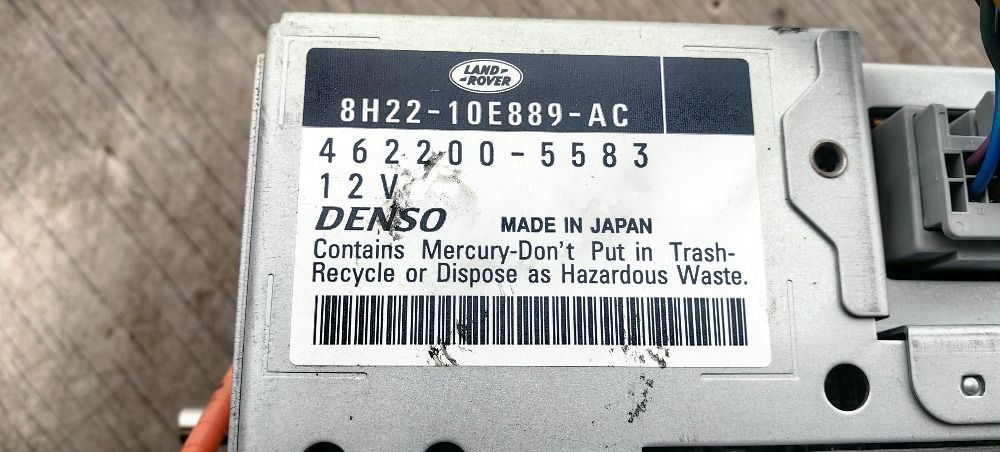 LAND-
-ROVER
8H22-10E889-AC
462200-5583
12V
DENSO MADE IN JAPAN
Contains Mercury-Don't Put in Trash-
Recycle or Dispose as Hazardous Waste.